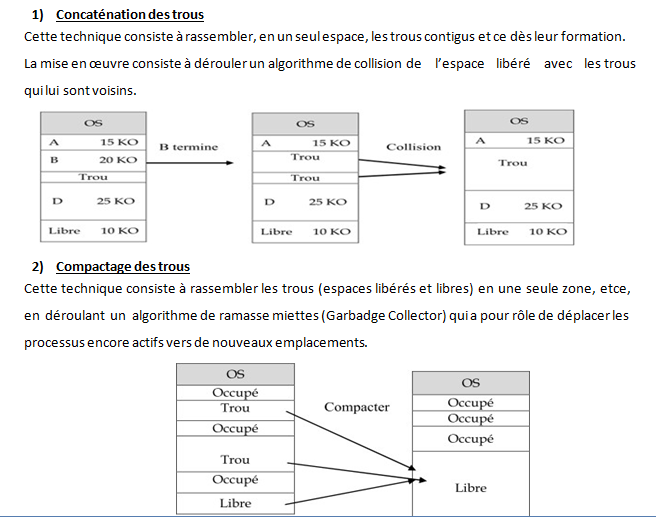 1) Concaténation des trous
Cette technique consiste à rassembler, en un seul espace, les trous contigus et ce dès leur formation.
La mise en œuvre consiste à dérouler un algorithme de collision de l'espace libéré avec les trous
qui lui sont voisins.
OS
A 15 KO
B 20 KO
Trou
D 25 KO
Libre 10 KO
B termine
OS
A 15 KO
Trou
Trou
D 25 KO
Libre 10 KO
Collision
OS
A 15 KO
Trou
D 25 KO
Libre 10 KO
2) Compactage des trous
Cette technique consiste à rassembler les trous (espaces libérés et libres) en une seule zone, etce,
en déroulant un algorithme de ramasse miettes (Garbadge Collector) qui a pour rôle de déplacer les
processus encore actifs vers de nouveaux emplacements.
OS
Occupé
Trou
Occupé
Trou
Occupé
Libre
Compacter
OS
Occupé
Occupé
Occupé
Libre